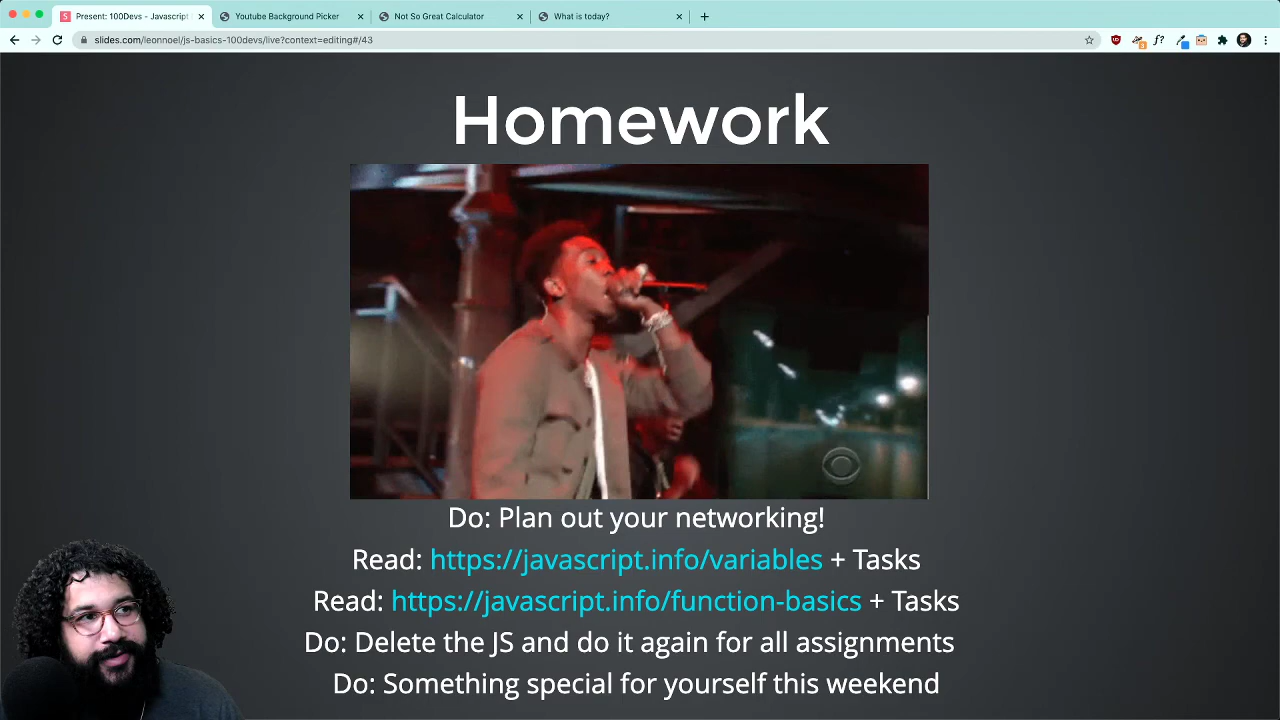 Present: 100Devs - Javascript
Youtube Background Picker
Not So Great Calculator
What is today?
slides.com/leonnoel/js-basics-100devs/live?context=editing#/43
f?
Homework
Do: Plan out your networking!
Read: https://javascript.info/variables + Tasks
Read: https://javascript.info/function-basics + Tasks
Do: Delete the JS and do it again for all assignments
Do: Something special for yourself this weekend